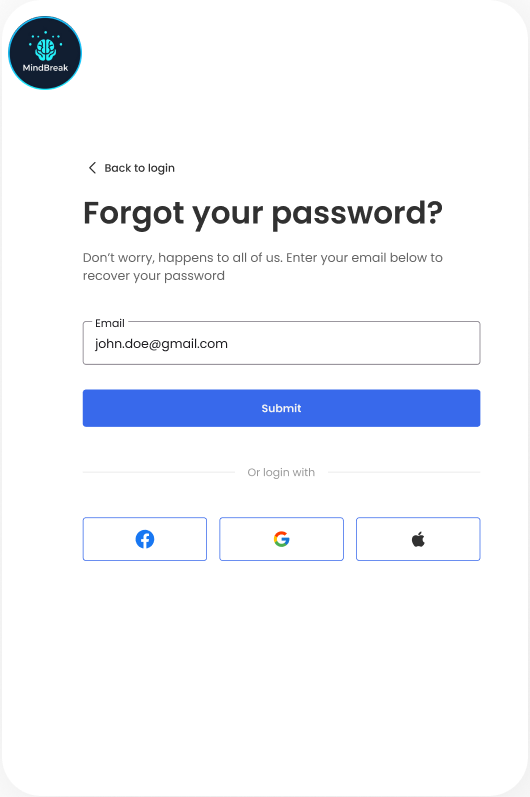 MindBreak
Back to login
Forgot your password?
Don’t worry, happens to all of us. Enter your email below to
recover your password
Email
john.doe@gmail.com
Submit
Or login with